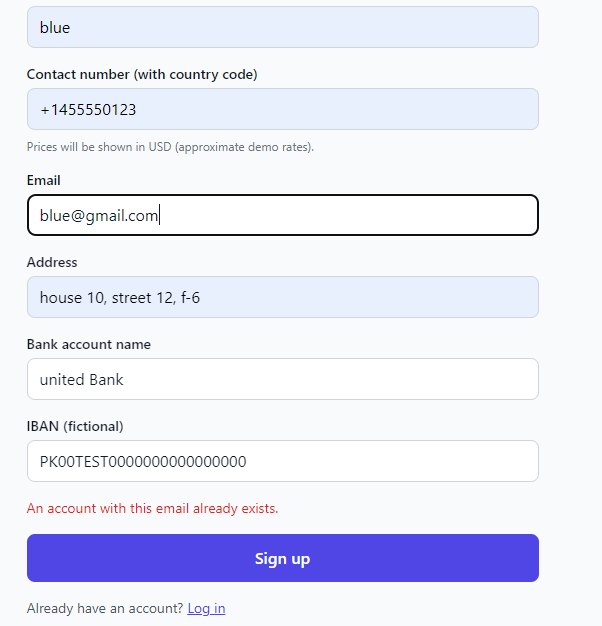 blue
Contact number (with country code)
+1455550123
Prices will be shown in USD (approximate demo rates).
Email
blue@gmail.com
Address
house 10, street 12, f-6
Bank account name
united Bank
IBAN (fictional)
PK00TEST0000000000000000
An account with this email already exists.
Sign up
Already have an account? Log in